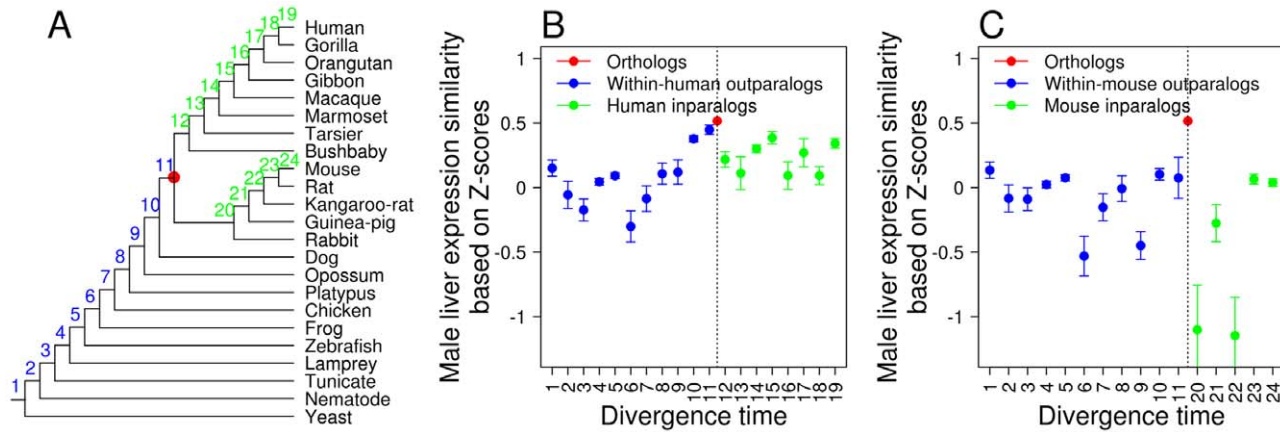 A
19
18
17
16
15
14
13
12
11
10
9
8
7
6
5
4
3
2
1
24
23
22
21
20
Human
Gorilla
Orangutan
Gibbon
Macaque
Marmoset
Tarsier
Bushbaby
Mouse
Rat
Kangaroo-rat
Guinea-pig
Rabbit
Dog
Opossum
Platypus
Chicken
Frog
Zebrafish
Lamprey
Tunicate
Nematode
Yeast
B
Male liver expression similarity
based on Z-scores
1
0.5
0
-0.5
-1
Orthologs
Within-human outparalogs
Human inparalogs
1 2 3 4 5 6 7 8 9 10 11 12 13 14 15 16 17 18 19
Divergence time
C
Male liver expression similarity
based on Z-scores
1
0.5
0
-0.5
-1
Orthologs
Within-mouse outparalogs
Mouse inparalogs
1 2 3 4 5 6 7 8 9 10 11 20 21 22 23 24
Divergence time